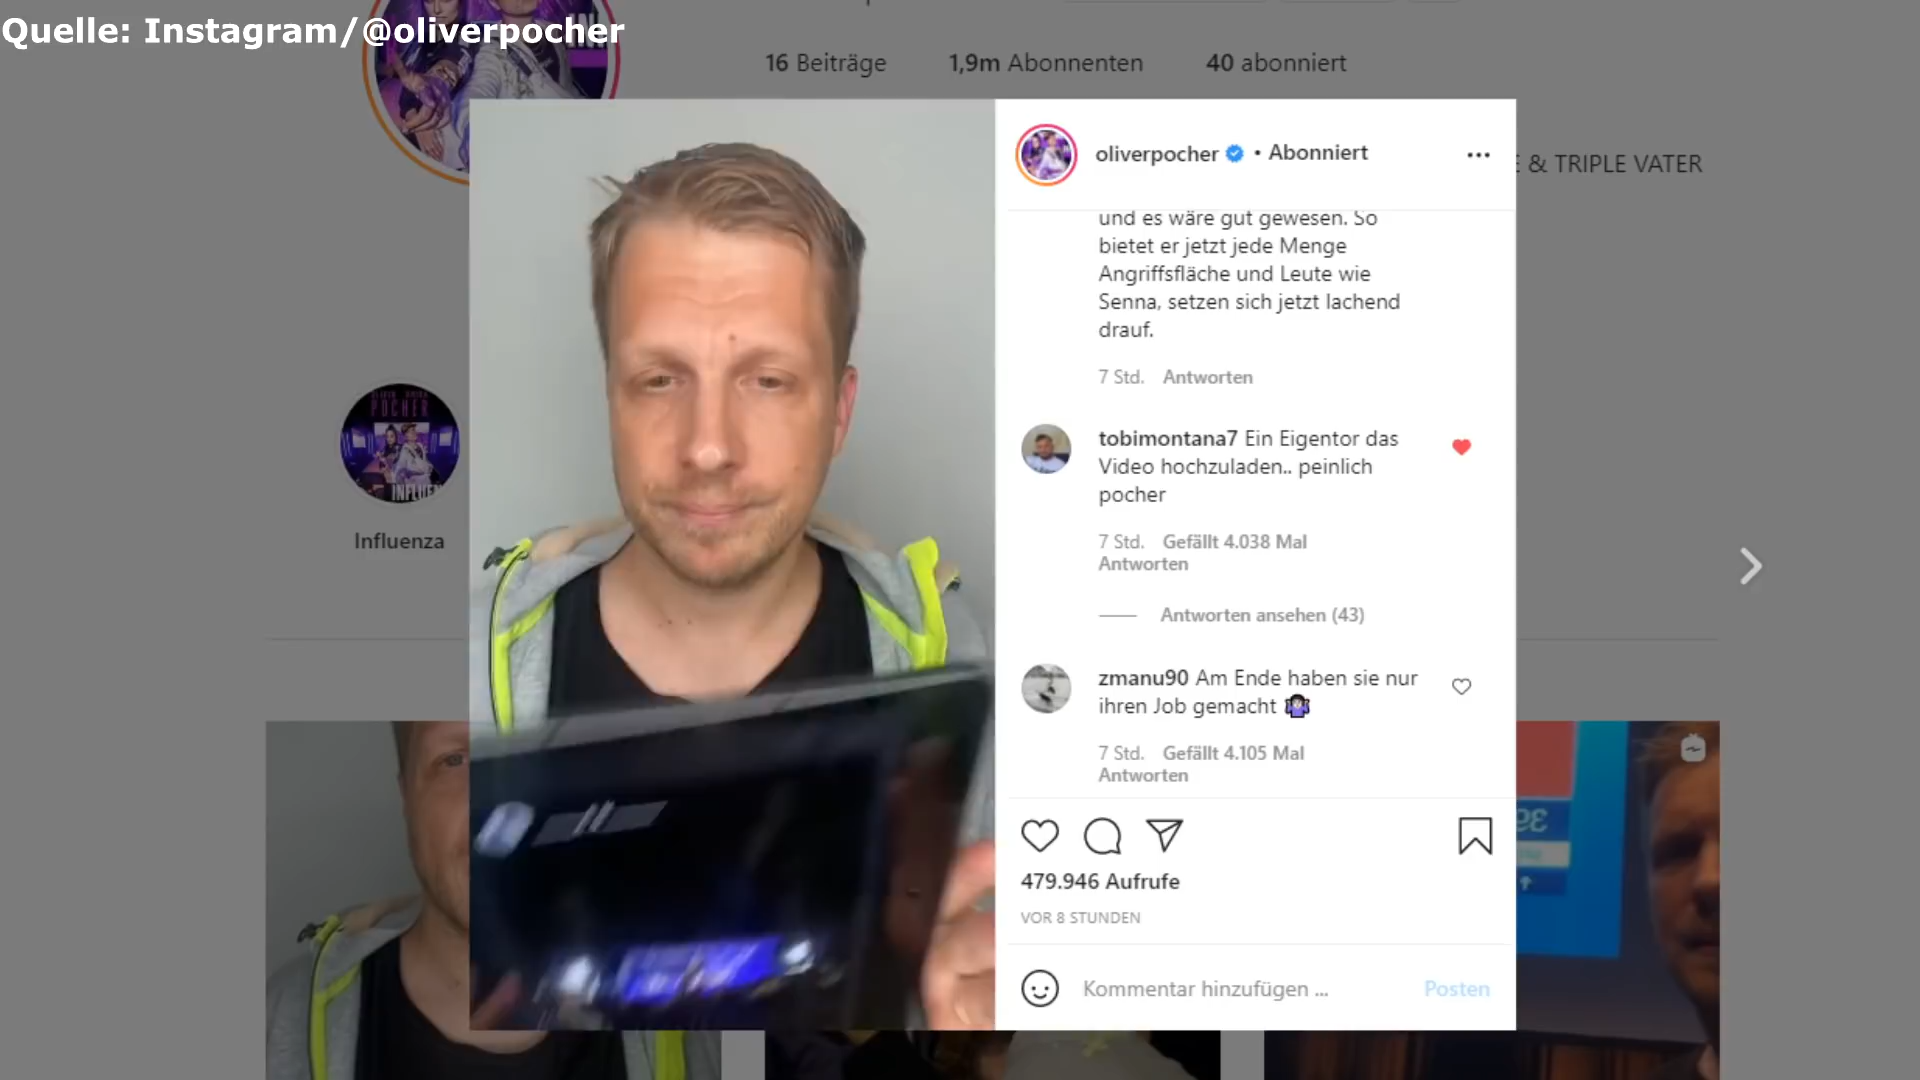 Quelle: Instagram/@oliverpocher
16 Beiträge 1,9m Abonnenten 40 abonniert
oliverpocher • Abonniert
& TRIPLE VATER
und es wäre gut gewesen. So
bietet er jetzt jede Menge
Angriffsfläche und Leute wie
Senna, setzen sich jetzt lachend
drauf.
7 Std. Antworten
POCHER
Influenza
tobimontana7 Ein Eigentor das
Video hochzuladen.. peinlich
pocher
7 Std. Gefällt 4.038 Mal
Antworten
Antworten ansehen (43)
zmanu90 Am Ende haben sie nur
ihren Job gemacht 🤷🏻‍♀️
7 Std. Gefällt 4.105 Mal
Antworten
479.946 Aufrufe
VOR 8 STUNDEN
Kommentar hinzufügen ... Posten